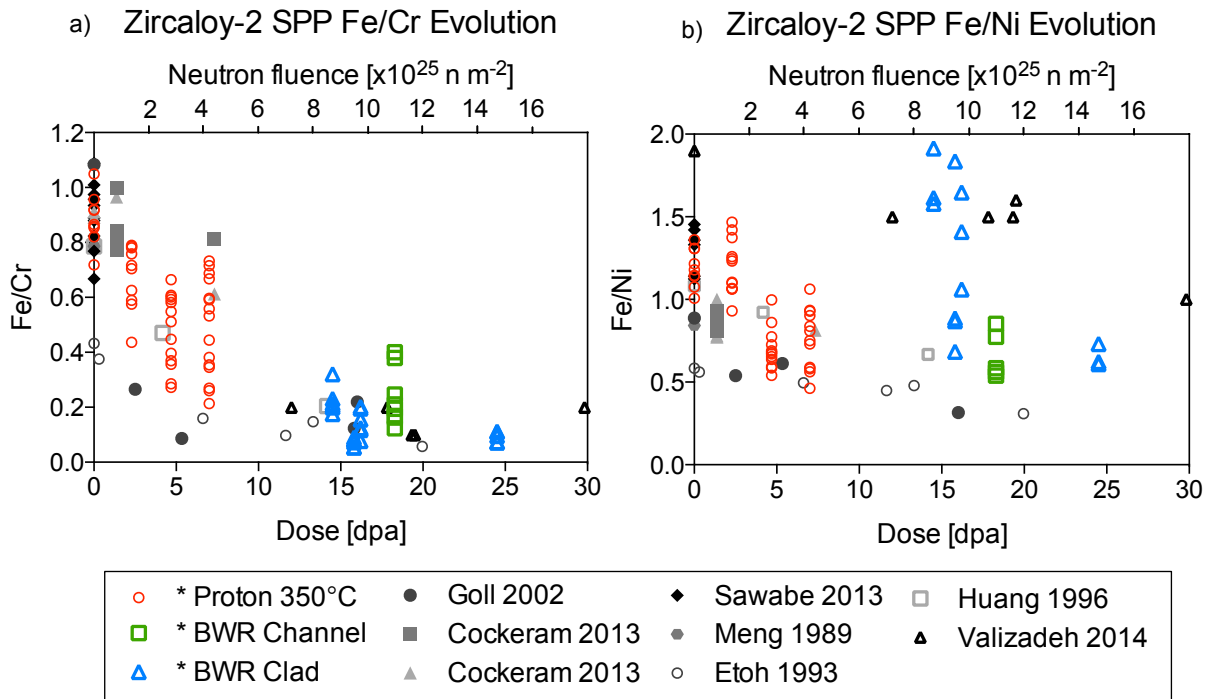 a) Zircaloy-2 SPP Fe/Cr Evolution
Neutron fluence [x10^25 n m^-2]
2 4 6 8 10 12 14 16
1.2
1.0
0.8
0.6
0.4
0.2
0.0
Fe/Cr
0 5 10 15 20 25 30
Dose [dpa]
b) Zircaloy-2 SPP Fe/Ni Evolution
Neutron fluence [x10^25 n m^-2]
2 4 6 8 10 12 14 16
2.0
1.5
1.0
0.5
0.0
Fe/Ni
0 5 10 15 20 25 30
Dose [dpa]
* Proton 350°C Goll 2002 Sawabe 2013 Huang 1996
* BWR Channel Cockeram 2013 Meng 1989 Valizadeh 2014
* BWR Clad Cockeram 2013 Etoh 1993